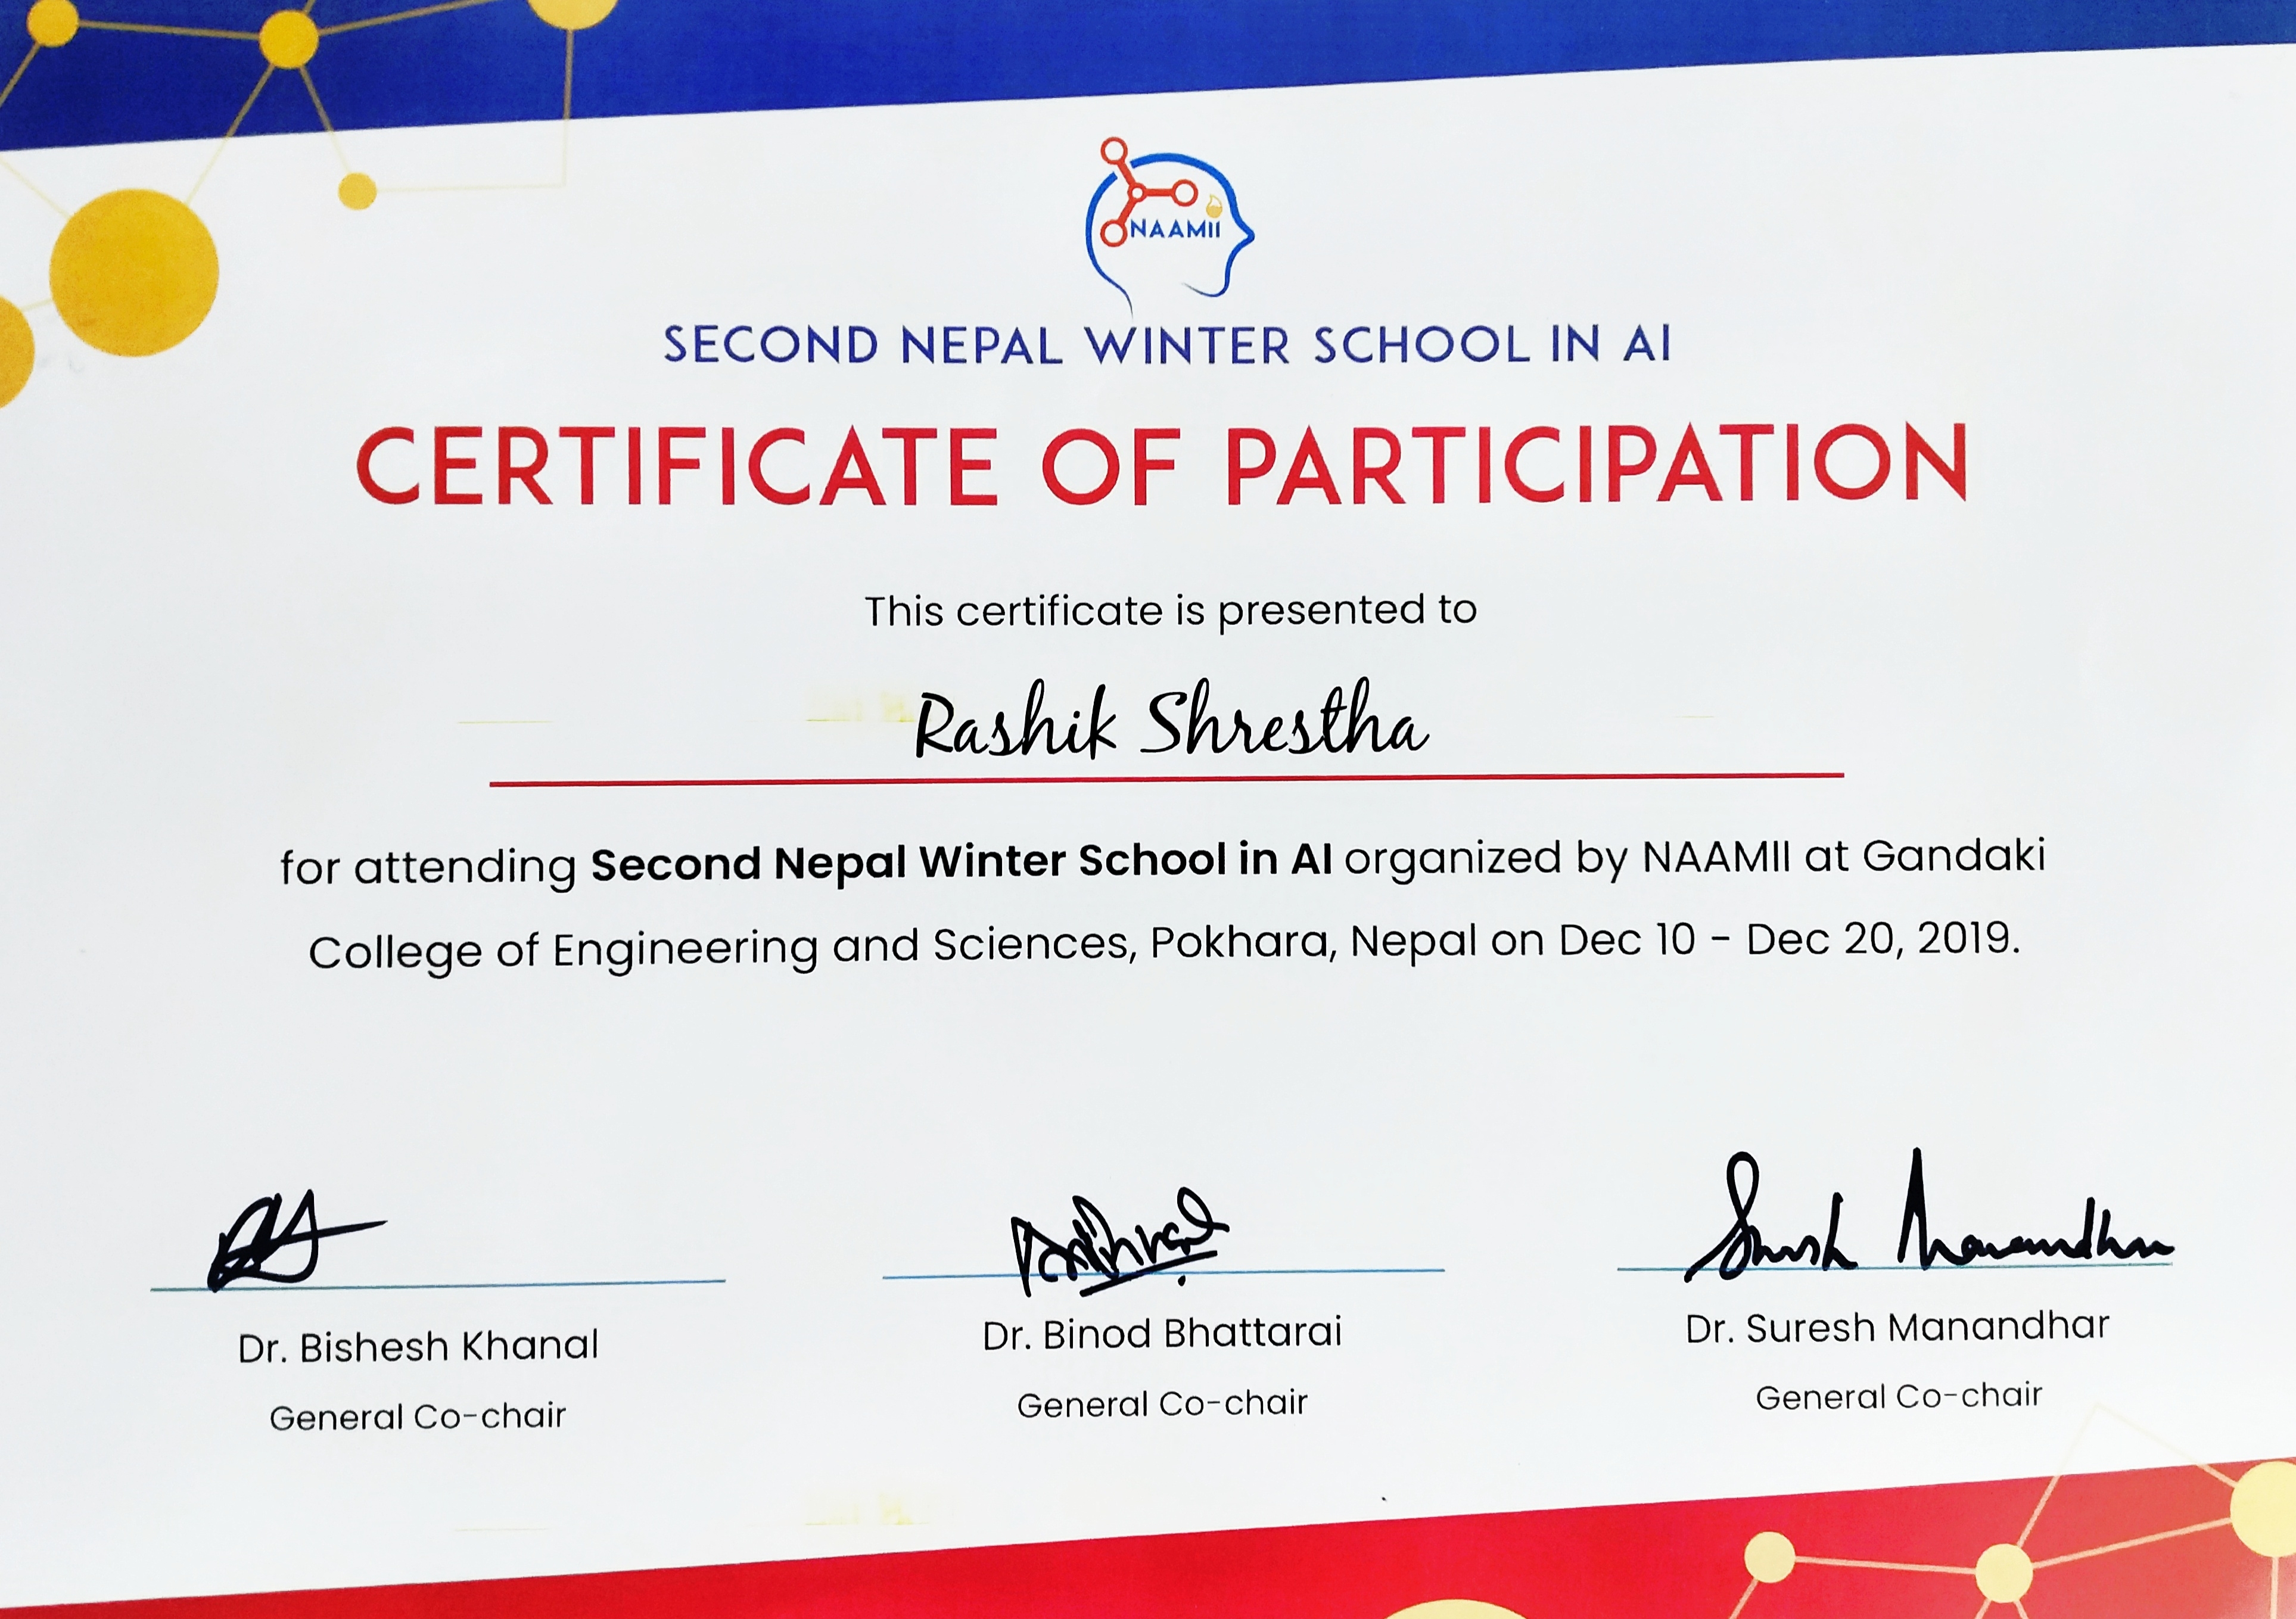 NAAMII
SECOND NEPAL WINTER SCHOOL IN AI
CERTIFICATE OF PARTICIPATION
This certificate is presented to
Rashik Shrestha
for attending Second Nepal Winter School in AI organized by NAAMII at Gandaki
College of Engineering and Sciences, Pokhara, Nepal on Dec 10 - Dec 20, 2019.
Suresh Manandhar
Dr. Bishesh Khanal
Dr. Binod Bhattarai
Dr. Suresh Manandhar
General Co-chair
General Co-chair
General Co-chair